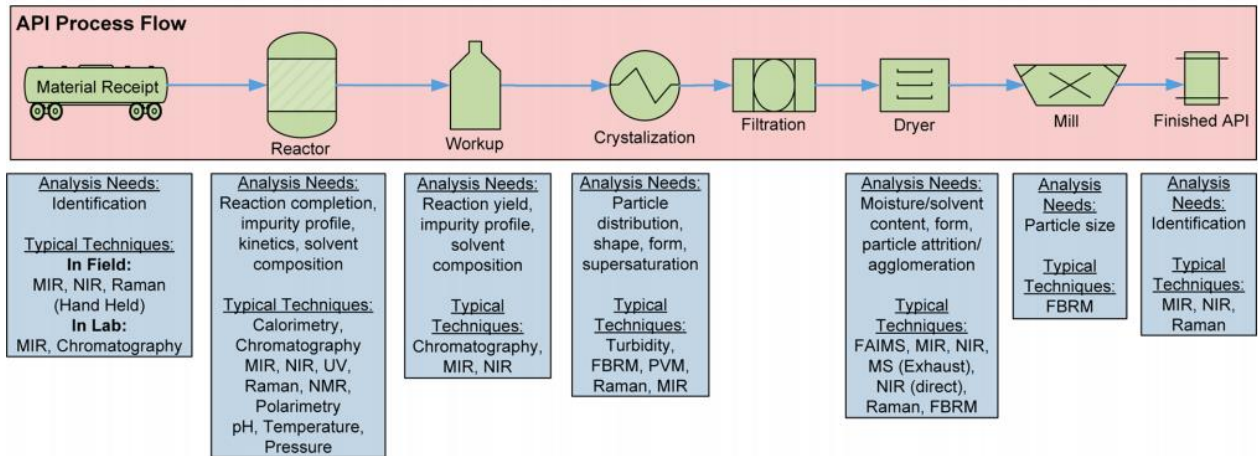 API Process Flow
Material Receipt
Reactor
Workup
Crystalization
Filtration
Dryer
Mill
Finished API
Analysis Needs:
Identification
Typical Techniques:
In Field:
MIR, NIR, Raman
(Hand Held)
In Lab:
MIR, Chromatography
Analysis Needs:
Reaction completion,
impurity profile,
kinetics, solvent
composition
Typical Techniques:
Calorimetry,
Chromatography
MIR, NIR, UV,
Raman, NMR,
Polarimetry
pH, Temperature,
Pressure
Analysis Needs:
Reaction yield,
impurity profile,
solvent
composition
Typical
Techniques:
Chromatography,
MIR, NIR
Analysis Needs:
Particle
distribution,
shape, form,
supersaturation
Typical
Techniques:
Turbidity,
FBRM, PVM,
Raman, MIR
Analysis Needs:
Moisture/solvent
content, form,
particle attrition/
agglomeration
Typical
Techniques:
FAIMS, MIR, NIR,
MS (Exhaust),
NIR (direct),
Raman, FBRM
Analysis
Needs:
Particle size
Typical
Techniques:
FBRM
Analysis
Needs:
Identification
Typical
Techniques:
MIR, NIR,
Raman